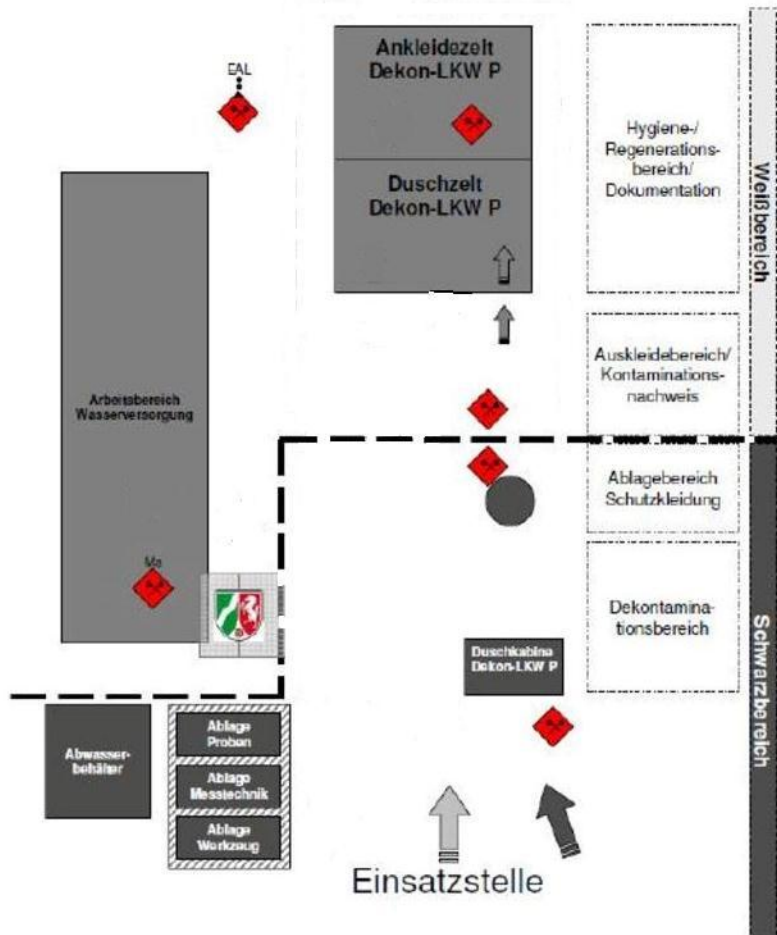 EAL
Ankleidezelt
Dekon-LKW P
Duschzelt
Dekon-LKW P
Hygiene-/
Regenerations-
bereich/
Dokumentation
Weißbereich
Arbeitsbereich
Wasserversorgung
Auskleidebereich/
Kontaminations-
nachweis
Ablagebereich
Schutzkleidung
Ma
Dekontamina-
tionsbereich
Schwarzbereich
Duschkabine
Dekon-LKW P
Abwasser-
behälter
Ablage
Proben
Ablage
Messtechnik
Ablage
Werkzeug
Einsatzstelle